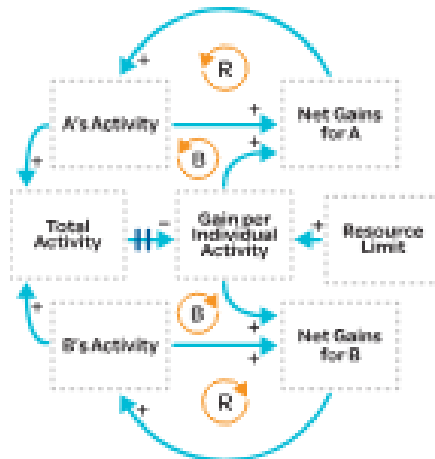 +
R
A's Activity
+
Net Gains
for A
+
B
+
Total
Activity
−
Gain per
Individual
Activity
+
Resource
Limit
+
B
+
B's Activity
+
Net Gains
for B
R
+